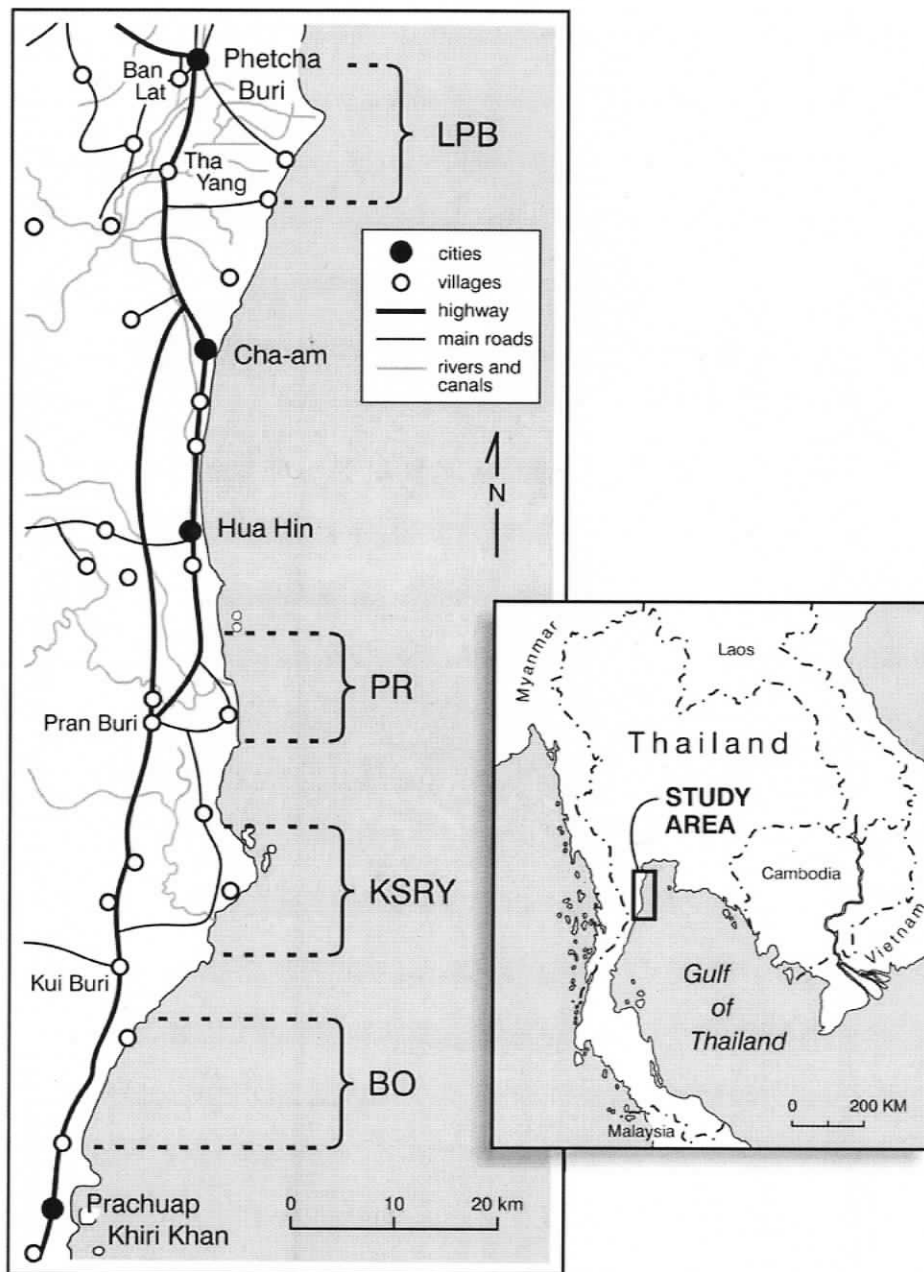 Phetcha
Buri
Ban
Lat
LPB
Tha
Yang
cities
villages
highway
main roads
rivers and
canals
Cha-am
N
Hua Hin
PR
Pran Buri
KSRY
Kui Buri
BO
Prachuap
Khiri Khan
0 10 20 km
Myanmar
Laos
Thailand
STUDY
AREA
Cambodia
Vietnam
Gulf
of
Thailand
0 200 KM
Malaysia